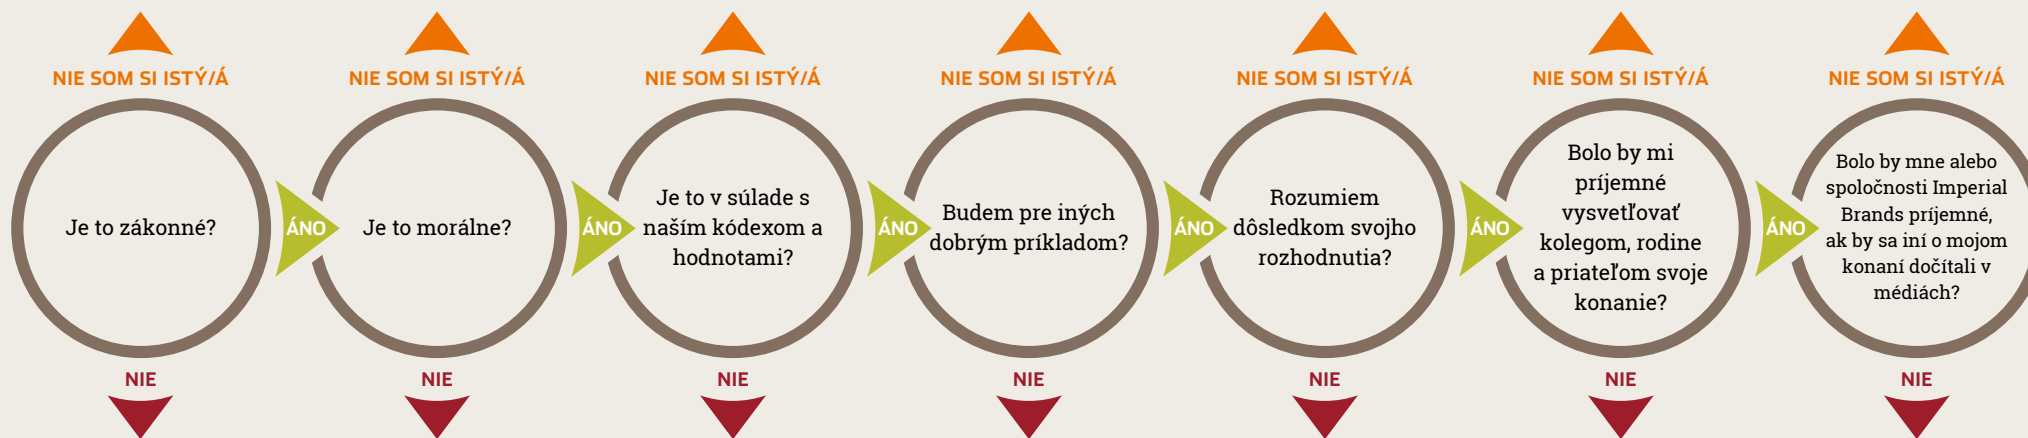 NIE SOM SI ISTÝ/Á
NIE SOM SI ISTÝ/Á
NIE SOM SI ISTÝ/Á
NIE SOM SI ISTÝ/Á
NIE SOM SI ISTÝ/Á
NIE SOM SI ISTÝ/Á
NIE SOM SI ISTÝ/Á
Je to zákonné?
ÁNO
Je to morálne?
ÁNO
Je to v súlade s
naším kódexom a
hodnotami?
ÁNO
Budem pre iných
dobrým príkladom?
ÁNO
Rozumiem
dôsledkom svojho
rozhodnutia?
ÁNO
Bolo by mi
príjemné
vysvetľovať
kolegom, rodine
a priateľom svoje
konanie?
ÁNO
Bolo by mne alebo
spoločnosti Imperial
Brands príjemné,
ak by sa iní o mojom
konaní dočítali v
médiách?
NIE
NIE
NIE
NIE
NIE
NIE
NIE